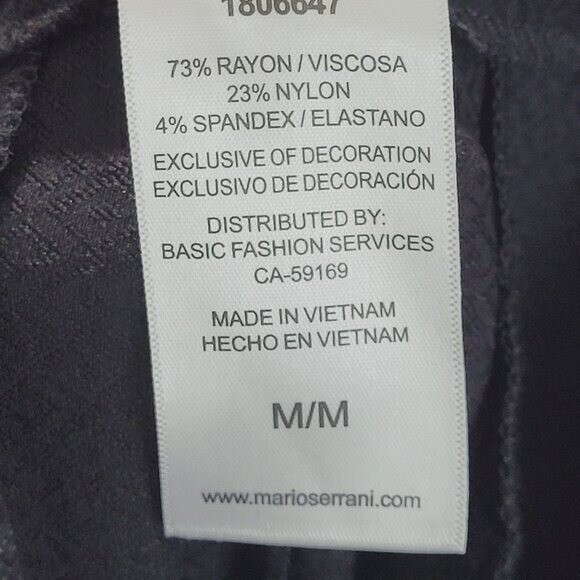 1806647
73% RAYON / VISCOSA
23% NYLON
4% SPANDEX / ELASTANO
EXCLUSIVE OF DECORATION
EXCLUSIVO DE DECORACIÓN
DISTRIBUTED BY:
BASIC FASHION SERVICES
CA-59169
MADE IN VIETNAM
HECHO EN VIETNAM
M/M
www.marioserrani.com